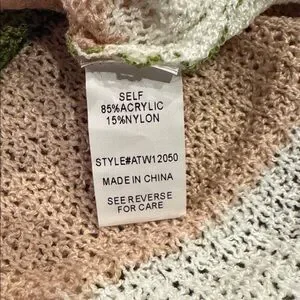 SELF
85%ACRYLIC
15%NYLON
STYLE#ATW12050
MADE IN CHINA
SEE REVERSE
FOR CARE